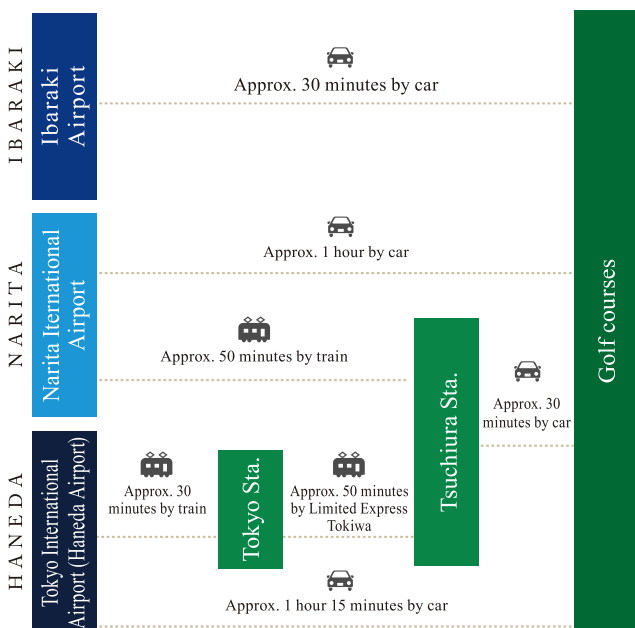 IBARAKI
Ibaraki
Airport
Approx. 30 minutes by car
NARITA
Narita Iternational
Airport
Approx. 1 hour by car
Approx. 50 minutes by train
Tsuchiura Sta.
Approx. 30
minutes by car
Golf courses
HANEDA
Tokyo International
Airport (Haneda Airport)
Approx. 30
minutes by train
Tokyo Sta.
Approx. 50 minutes
by Limited Express
Tokiwa
Approx. 1 hour 15 minutes by car